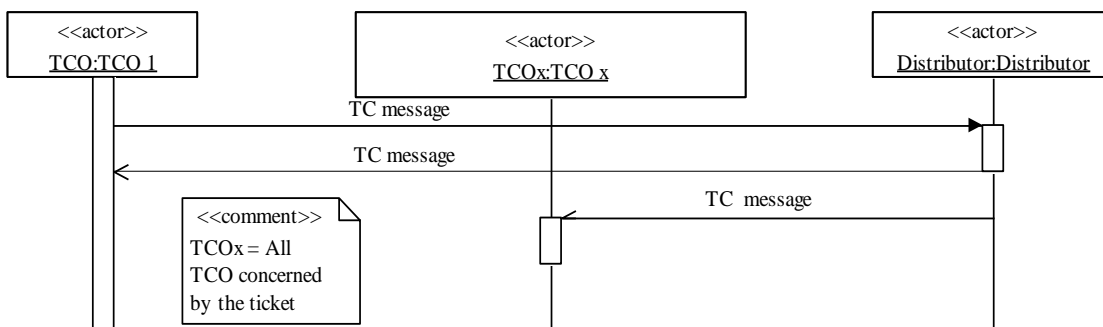 <<actor>>
TCO:TCO 1
<<actor>>
TCOx:TCO x
<<actor>>
Distributor:Distributor
TC message
TC message
TC message
<<comment>>
TCOx = All
TCO concerned
by the ticket